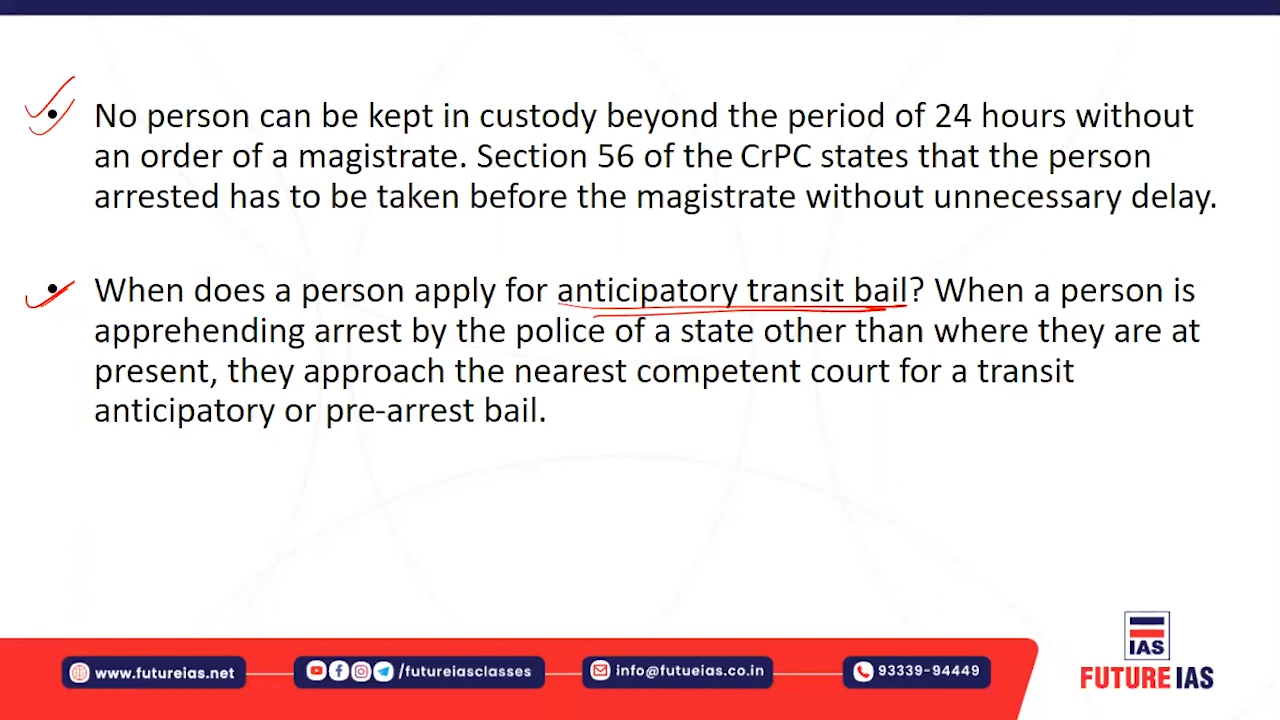 No person can be kept in custody beyond the period of 24 hours without
an order of a magistrate. Section 56 of the CrPC states that the person
arrested has to be taken before the magistrate without unnecessary delay.
When does a person apply for anticipatory transit bail? When a person is
apprehending arrest by the police of a state other than where they are at
present, they approach the nearest competent court for a transit
anticipatory or pre-arrest bail.
www.futureias.net
/futureiasclasses
info@futueias.co.in
93339-94449
IAS
FUTURE IAS